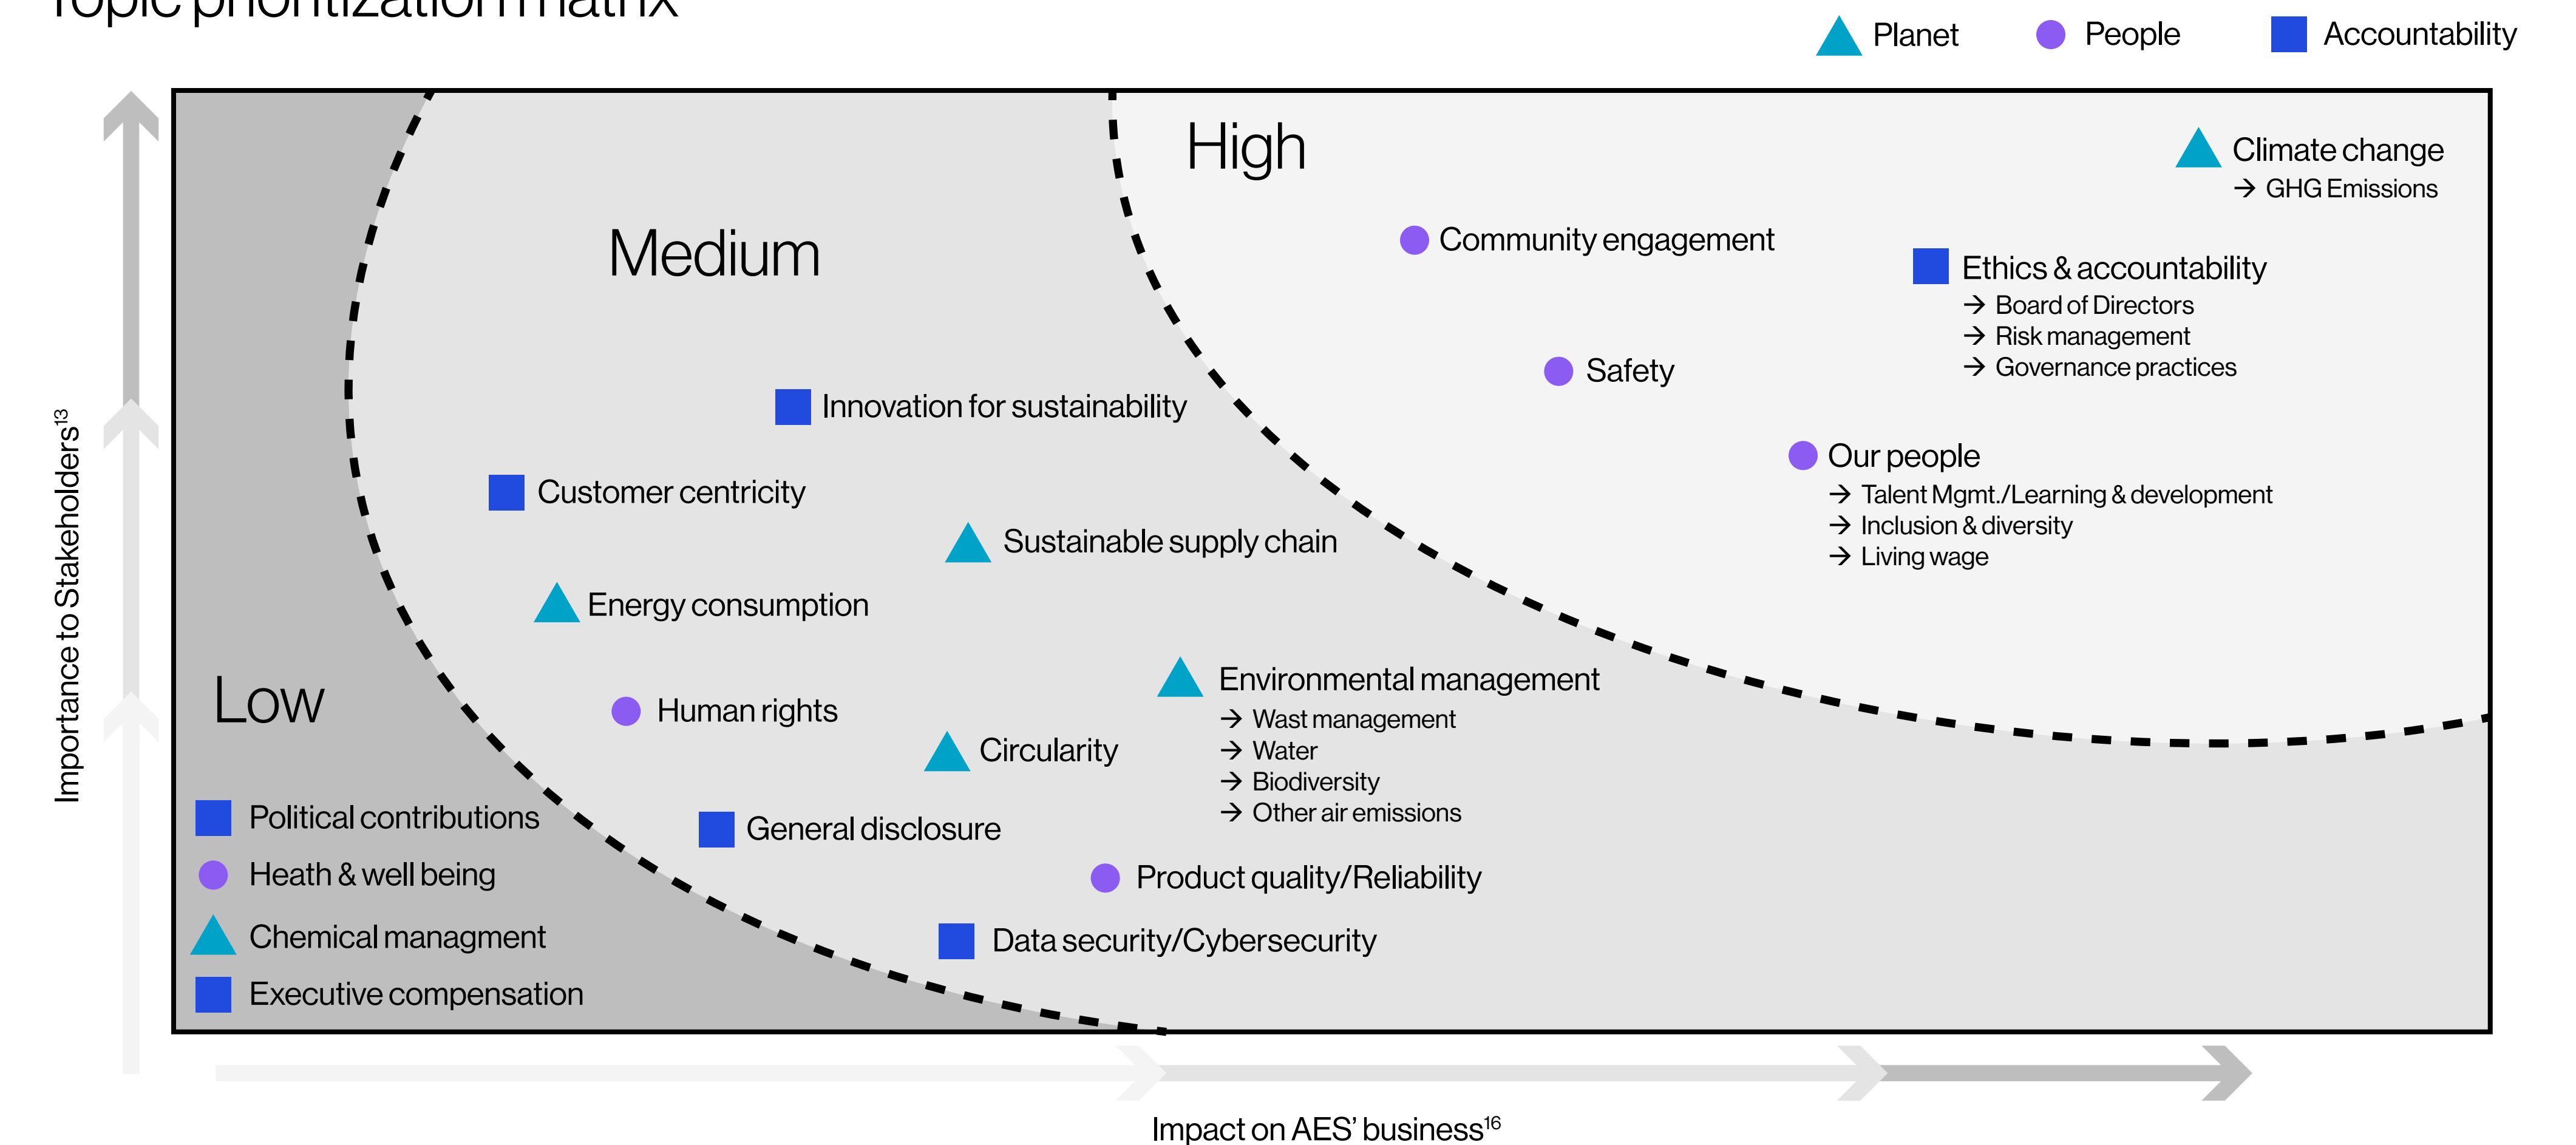 Topic prioritization matrix
Planet People Accountability
High
Climate change
→ GHG Emissions
Community engagement
Ethics & accountability
→ Board of Directors
→ Risk management
→ Governance practices
Medium
Safety
Innovation for sustainability
Our people
→ Talent Mgmt./Learning & development
→ Inclusion & diversity
→ Living wage
Customer centricity
Sustainable supply chain
Energy consumption
Environmental management
→ Wast management
→ Water
→ Biodiversity
→ Other air emissions
Human rights
Circularity
General disclosure
Product quality/Reliability
Data security/Cybersecurity
Low
Political contributions
Heath & well being
Chemical managment
Executive compensation
Importance to Stakeholders13
Impact on AES’ business16